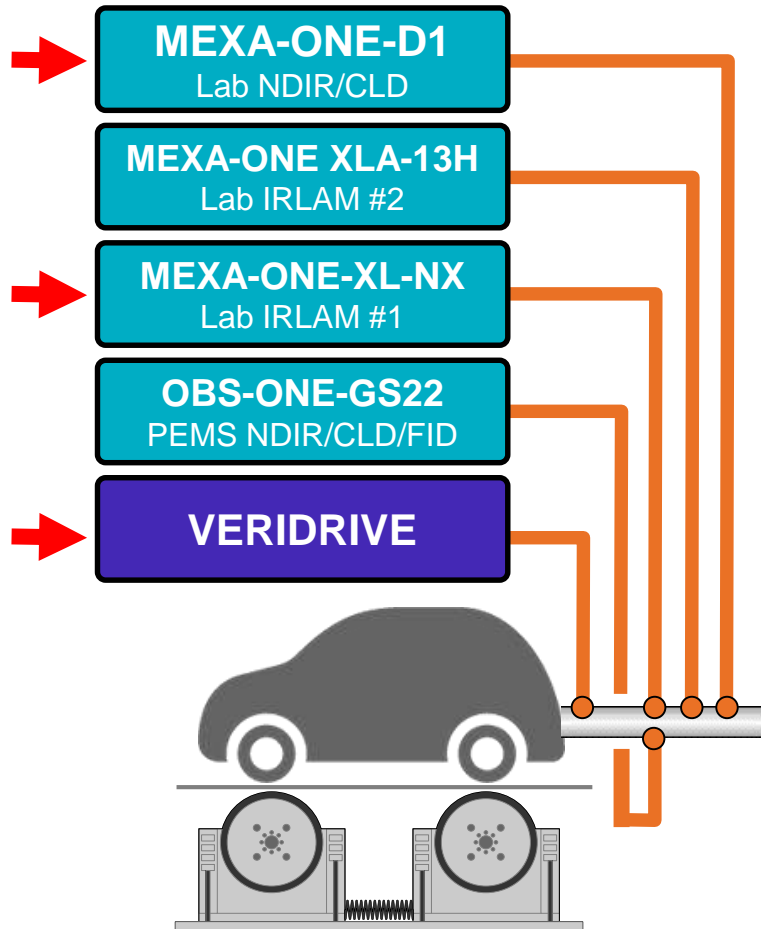 MEXA-ONE-D1
Lab NDIR/CLD
MEXA-ONE XLA-13H
Lab IRLAM #2
MEXA-ONE-XL-NX
Lab IRLAM #1
OBS-ONE-GS22
PEMS NDIR/CLD/FID
VERIDRIVE